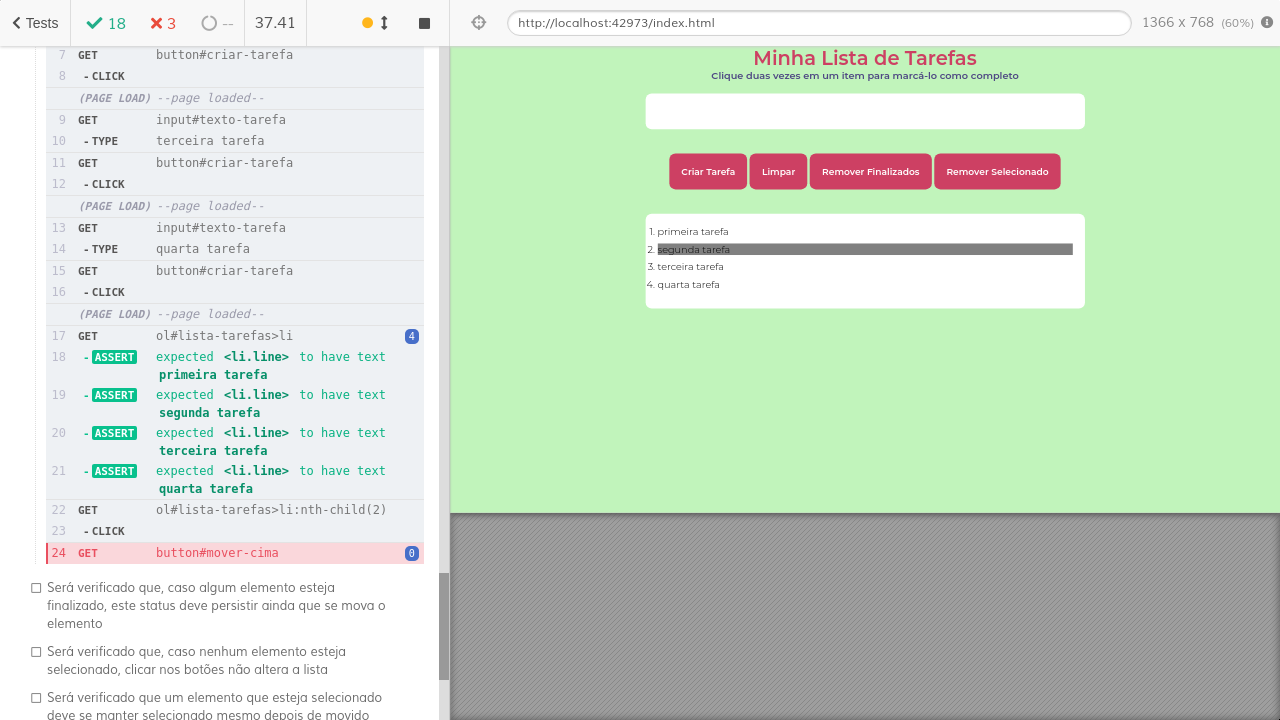 Tests
18
3
--
37.41
http://localhost:42973/index.html
1366 x 768 (60%)
7 GET button#criar-tarefa
8 - CLICK
(PAGE LOAD) --page loaded--
9 GET input#texto-tarefa
10 - TYPE terceira tarefa
11 GET button#criar-tarefa
12 - CLICK
(PAGE LOAD) --page loaded--
13 GET input#texto-tarefa
14 - TYPE quarta tarefa
15 GET button#criar-tarefa
16 - CLICK
(PAGE LOAD) --page loaded--
17 GET ol#lista-tarefas>li 4
18 - ASSERT expected <li.line> to have text
primeira tarefa
19 - ASSERT expected <li.line> to have text
segunda tarefa
20 - ASSERT expected <li.line> to have text
terceira tarefa
21 - ASSERT expected <li.line> to have text
quarta tarefa
22 GET ol#lista-tarefas>li:nth-child(2)
23 - CLICK
24 GET button#mover-cima 0
Será verificado que, caso algum elemento esteja
finalizado, este status deve persistir ainda que se mova o
elemento
Será verificado que, caso nenhum elemento esteja
selecionado, clicar nos botões não altera a lista
Será verificado que um elemento que esteja selecionado
deve se manter selecionado mesmo depois de movido
Minha Lista de Tarefas
Clique duas vezes em um item para marcá-lo como completo
Criar Tarefa
Limpar
Remover Finalizados
Remover Selecionado
1. primeira tarefa
2. segunda tarefa
3. terceira tarefa
4. quarta tarefa